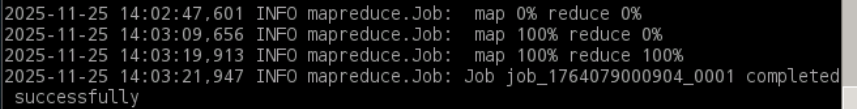 2025-11-25 14:02:47,601 INFO mapreduce.Job:  map 0% reduce 0%
2025-11-25 14:03:09,656 INFO mapreduce.Job:  map 100% reduce 0%
2025-11-25 14:03:19,913 INFO mapreduce.Job:  map 100% reduce 100%
2025-11-25 14:03:21,947 INFO mapreduce.Job: Job job_1764079000904_0001 completed
 successfully